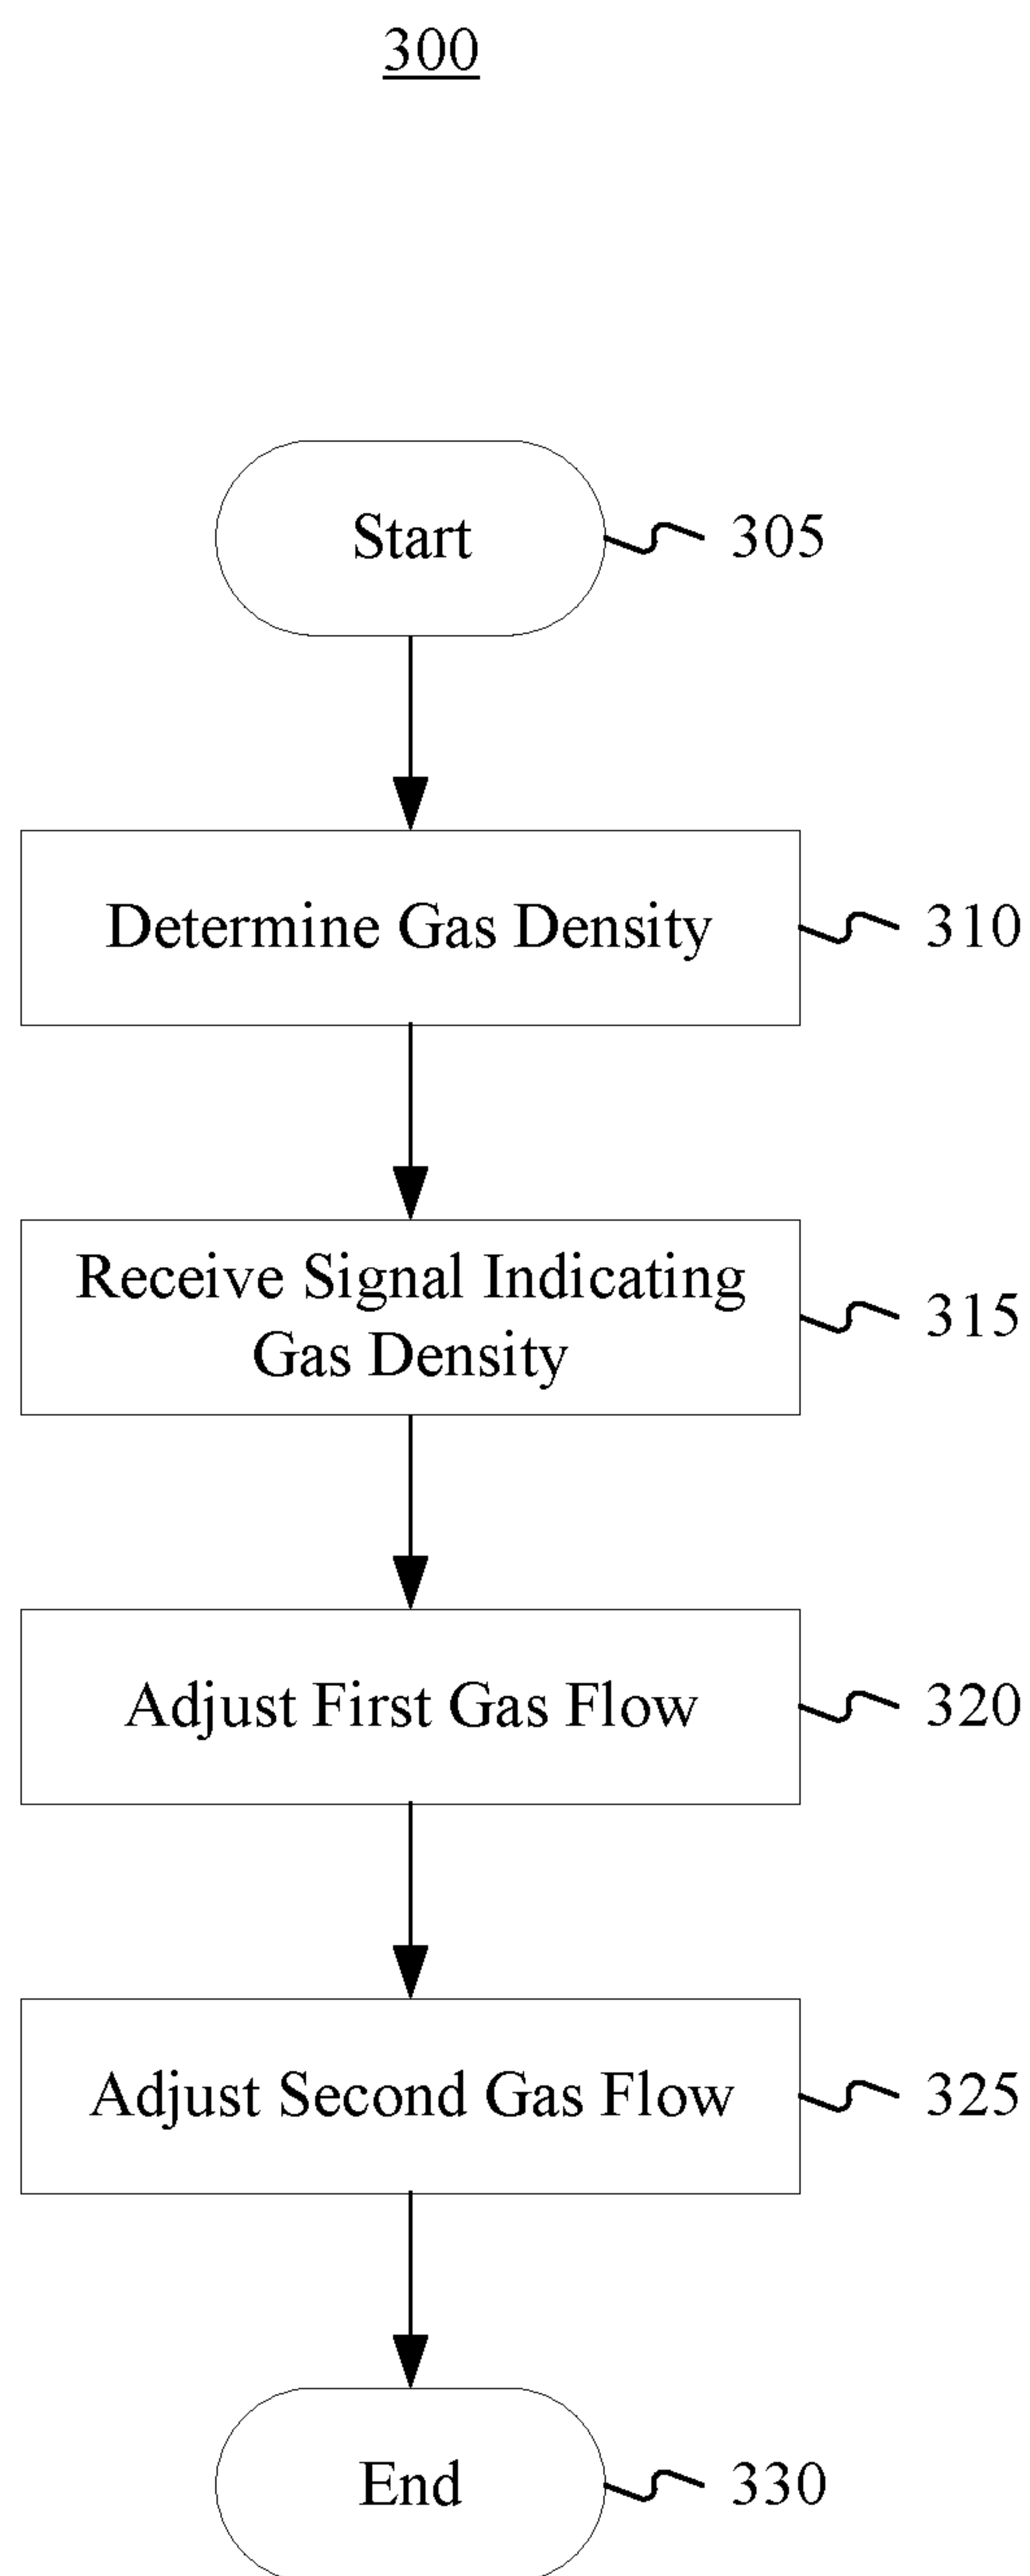 300
Start
305
Determine Gas Density
310
Receive Signal Indicating
Gas Density
315
Adjust First Gas Flow
320
Adjust Second Gas Flow
325
End
330